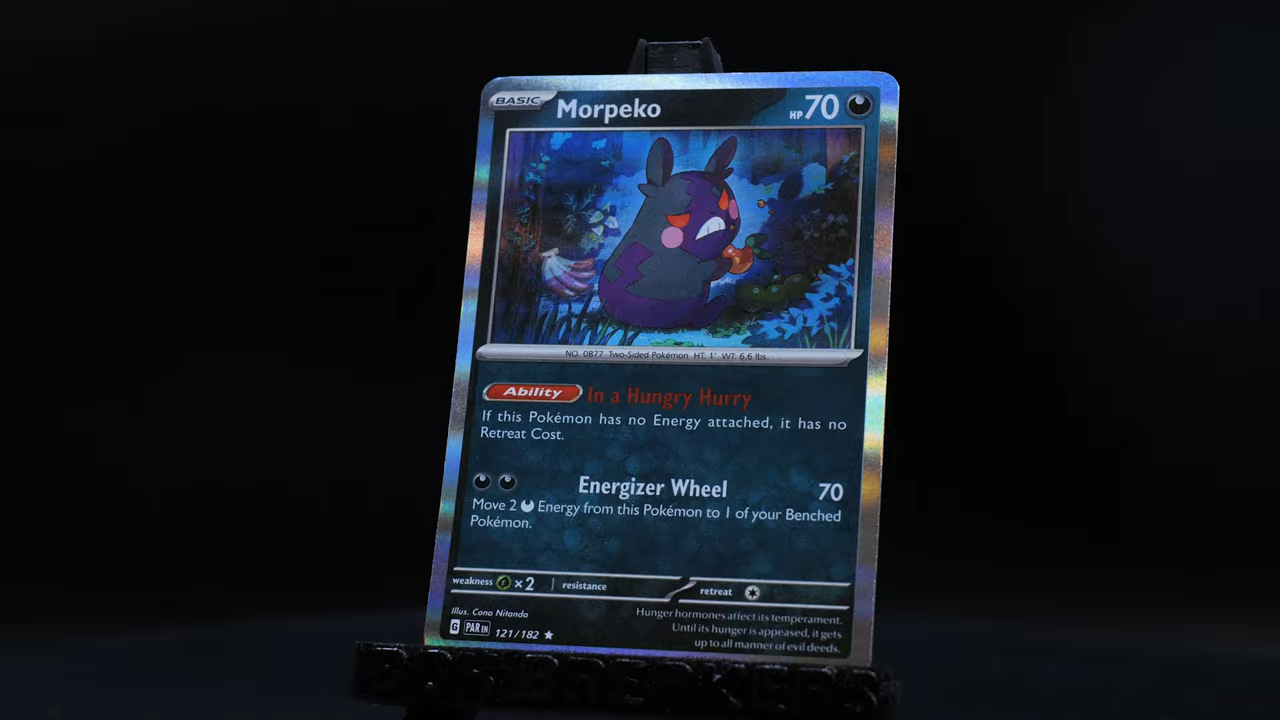 BASIC Morpeko HP 70
NO. 0877 Two-Sided Pokémon HT: 1' WT: 6.6 lbs.
Ability In a Hungry Hurry
If this Pokémon has no Energy attached, it has no
Retreat Cost.
Energizer Wheel 70
Move 2 Energy from this Pokémon to 1 of your Benched
Pokémon.
weakness ×2 resistance retreat
Illus. Cona Nitanda
G PAR EN 121/182
Hunger hormones affect its temperament.
Until its hunger is appeased, it gets
up to all manner of evil deeds.